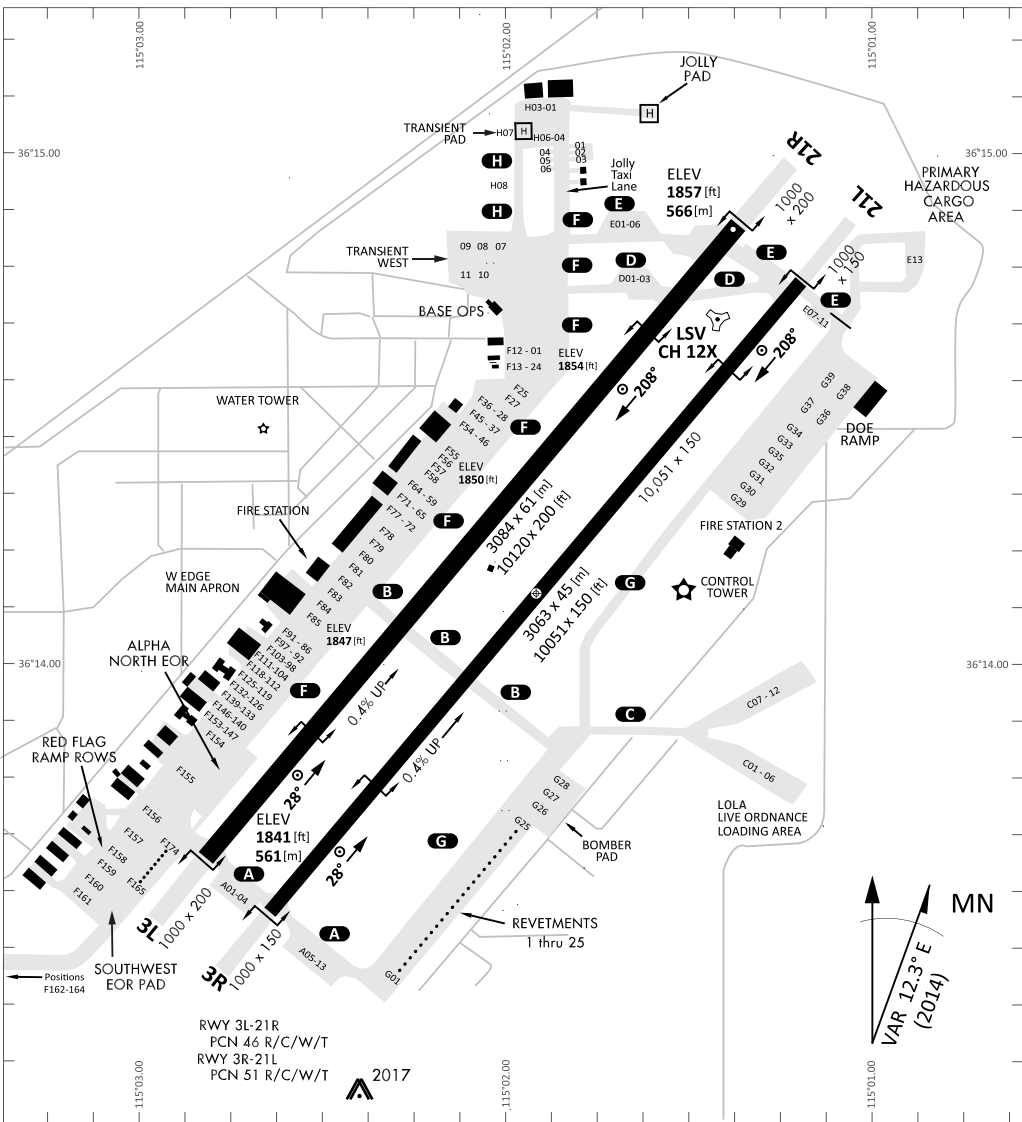 115°03.00
115°02.00
115°01.00
JOLLY
PAD
H03-01
H
TRANSIENT
PAD
H07
H
H06-04
21R
04
05
06
01
02
03
36°15.00
36°15.00
H
H08
H
Jolly
Taxi
Lane
ELEV
1857 [ft]
566 [m]
1000
x 200
21L
PRIMARY
HAZARDOUS
CARGO
AREA
E
F
E01-06
TRANSIENT
WEST
09 08 07
11 10
F
D
D01-03
D
E
1000
x 150
E13
BASE OPS
F
E
E07-11
LSV
CH 12X
F12 - 01
F13 - 24
ELEV
1854 [ft]
208°
208°
F25
F27
F36 - 28
F45 - 37
F54 - 46
F
WATER TOWER
G39
G38
G37
G36
G34
G33
G35
G32
G31
G30
G29
DOE
RAMP
F55
F56
F57
F58
ELEV
1850 [ft]
10,051 x 150
F64 - 59
F71 - 65
F77 - 72
F
FIRE STATION
3084 x 61 [m]
10120 x 200 [ft]
FIRE STATION 2
F78
F79
F80
F81
F82
F83
F84
F85
W EDGE
MAIN APRON
B
G
CONTROL
TOWER
3063 x 45 [m]
10051 x 150 [ft]
ELEV
1847 [ft]
B
ALPHA
NORTH EOR
F91 - 86
F97 - 92
F103-98
F111-104
F118-112
F125-119
F132-126
F139-133
F146-140
F153-147
F154
36°14.00
36°14.00
F
B
C
0.4% UP
0.4% UP
C07 - 12
C01 - 06
RED FLAG
RAMP ROWS
F155
F156
F157
F158
F159
F160
F161
F174
F165
28°
28°
G28
G27
G26
G25
ELEV
1841 [ft]
561 [m]
LOLA
LIVE ORDNANCE
LOADING AREA
G
BOMBER
PAD
A
A01-04
3L
1000 x 200
A
A05-13
3R
1000 x 150
REVETMENTS
1 thru 25
G01
MN
VAR 12.3° E
(2014)
Positions
F162-164
SOUTHWEST
EOR PAD
RWY 3L-21R
PCN 46 R/C/W/T
RWY 3R-21L
PCN 51 R/C/W/T
2017
115°03.00
115°02.00
115°01.00